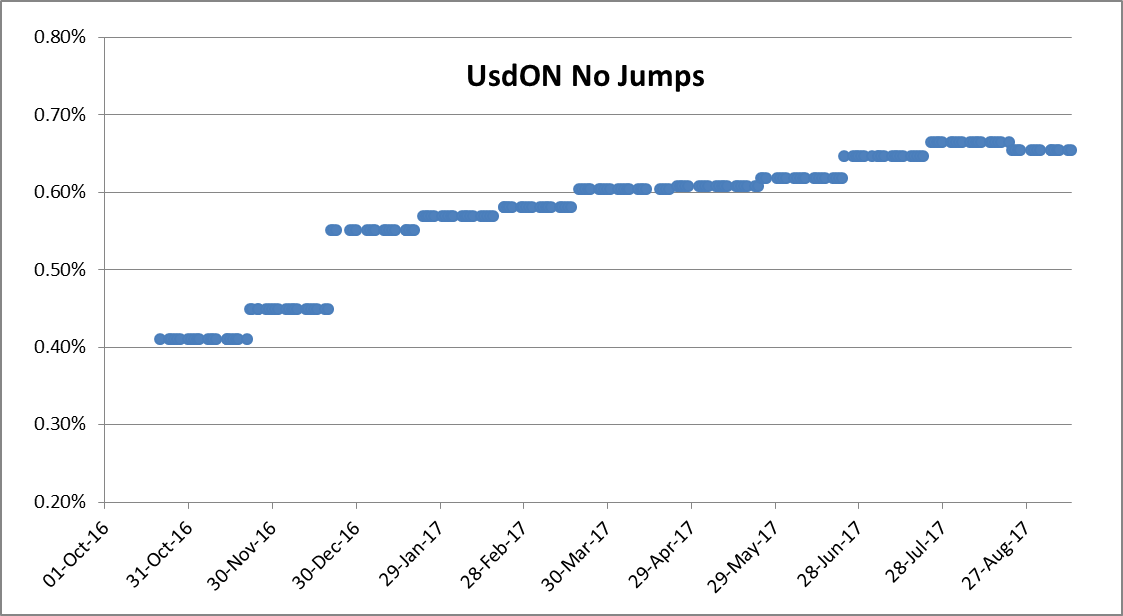 UsdON No Jumps
0.80%
0.70%
0.60%
0.50%
0.40%
0.30%
0.20%
01-Oct-16
31-Oct-16
30-Nov-16
30-Dec-16
29-Jan-17
28-Feb-17
30-Mar-17
29-Apr-17
29-May-17
28-Jun-17
28-Jul-17
27-Aug-17